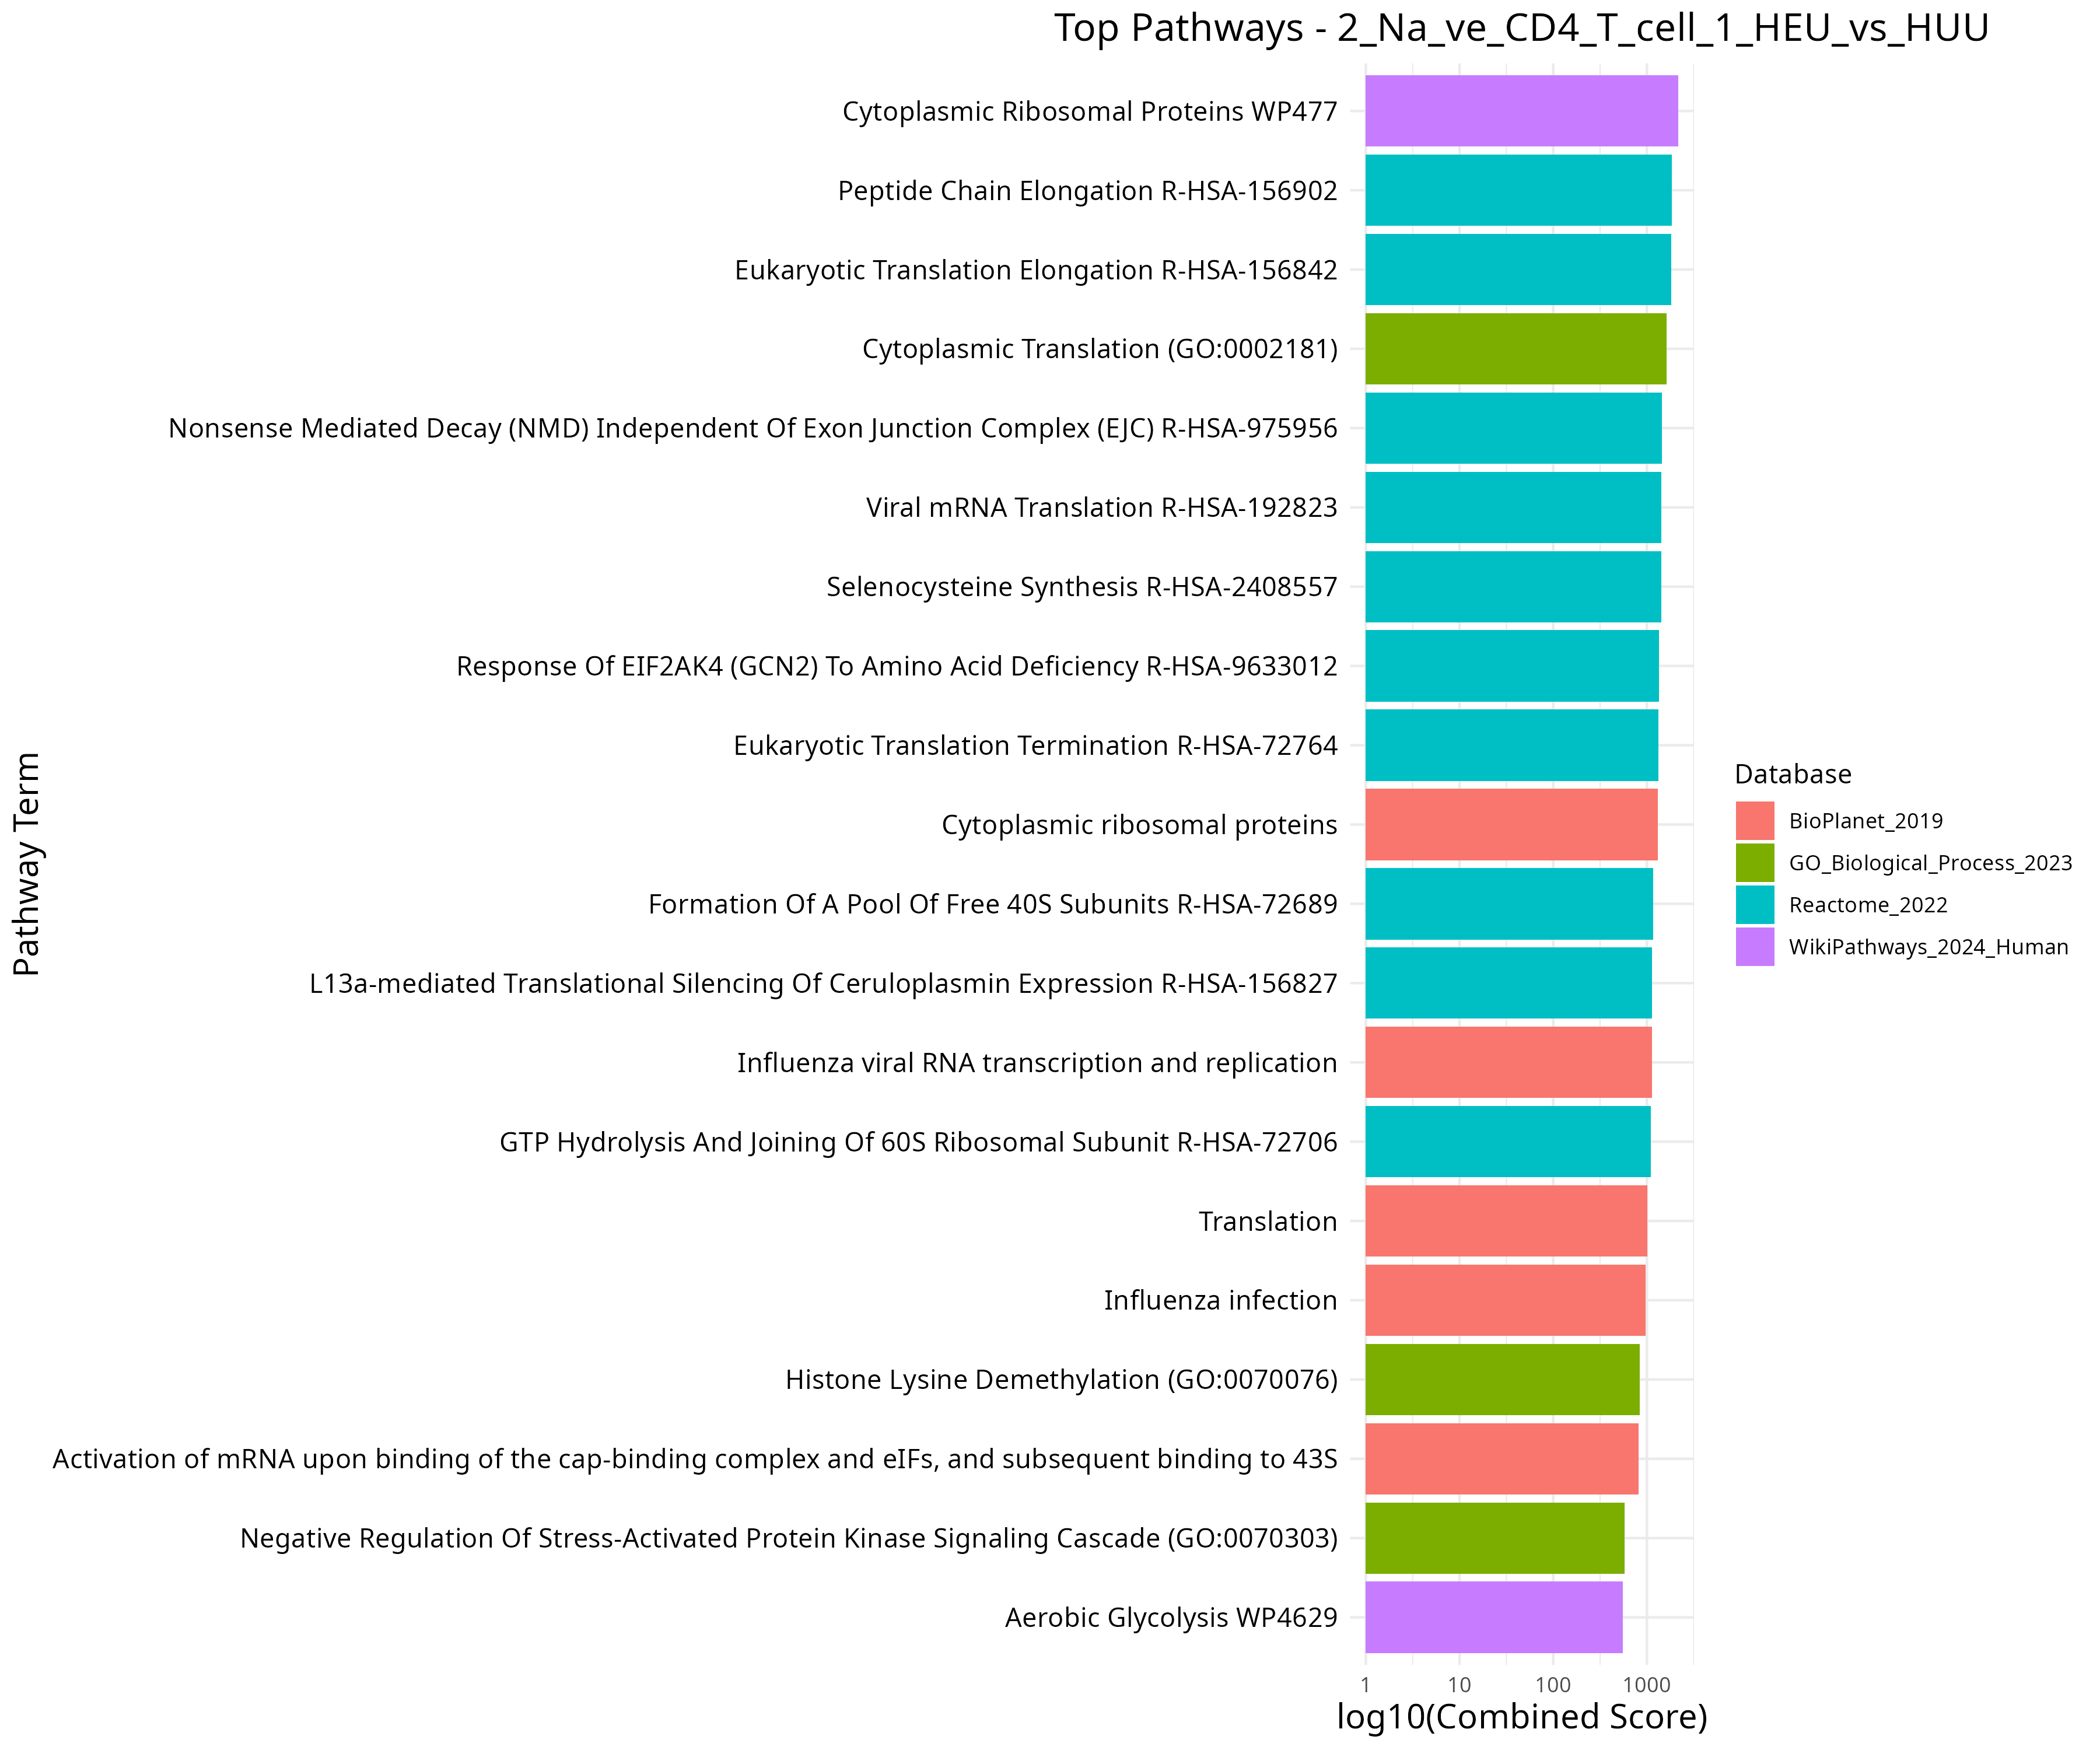 Top Pathways - 2_Na_ve_CD4_T_cell_1_HEU_vs_HUU
Pathway Term
Cytoplasmic Ribosomal Proteins WP477
Peptide Chain Elongation R-HSA-156902
Eukaryotic Translation Elongation R-HSA-156842
Cytoplasmic Translation (GO:0002181)
Nonsense Mediated Decay (NMD) Independent Of Exon Junction Complex (EJC) R-HSA-975956
Viral mRNA Translation R-HSA-192823
Selenocysteine Synthesis R-HSA-2408557
Response Of EIF2AK4 (GCN2) To Amino Acid Deficiency R-HSA-9633012
Eukaryotic Translation Termination R-HSA-72764
Cytoplasmic ribosomal proteins
Formation Of A Pool Of Free 40S Subunits R-HSA-72689
L13a-mediated Translational Silencing Of Ceruloplasmin Expression R-HSA-156827
Influenza viral RNA transcription and replication
GTP Hydrolysis And Joining Of 60S Ribosomal Subunit R-HSA-72706
Translation
Influenza infection
Histone Lysine Demethylation (GO:0070076)
Activation of mRNA upon binding of the cap-binding complex and eIFs, and subsequent binding to 43S
Negative Regulation Of Stress-Activated Protein Kinase Signaling Cascade (GO:0070303)
Aerobic Glycolysis WP4629
1 10 100 1000
log10(Combined Score)
Database
BioPlanet_2019
GO_Biological_Process_2023
Reactome_2022
WikiPathways_2024_Human